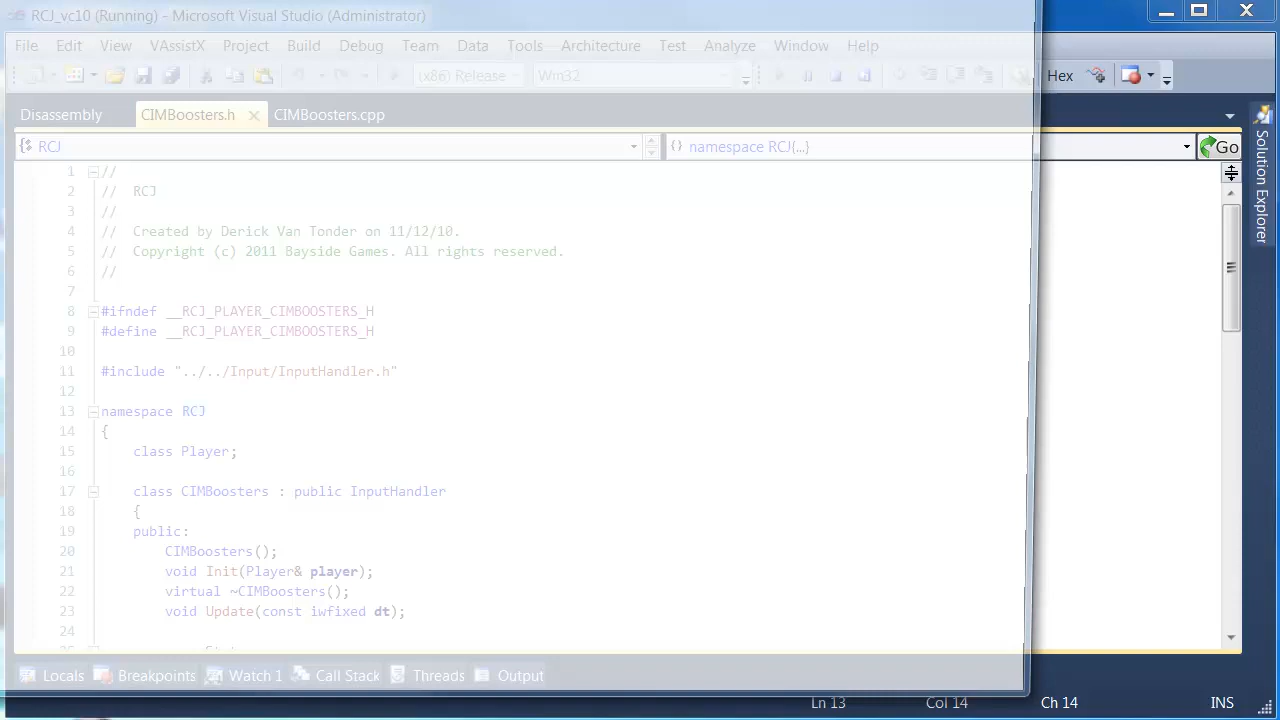 RCJ_vc10 (Running) - Microsoft Visual Studio (Administrator)
File Edit View VAssistX Project Build Debug Team Data Tools Architecture Test Analyze Window Help
Release Win32 Hex
Disassembly CIMBoosters.h CIMBoosters.cpp
RCJ namespace RCJ{...} Go
1 //
2 // RCJ
3 //
4 // Created by Derick Van Tonder on 11/12/10.
5 // Copyright (c) 2011 Bayside Games. All rights reserved.
6 //
7
8 #ifndef __RCJ_PLAYER_CIMBOOSTERS_H
9 #define __RCJ_PLAYER_CIMBOOSTERS_H
10
11 #include "../../Input/InputHandler.h"
12
13 namespace RCJ
14 {
15 class Player;
16
17 class CIMBoosters : public InputHandler
18 {
19 public:
20 CIMBoosters();
21 void Init(Player& player);
22 virtual ~CIMBoosters();
23 void Update(const iwfixed dt);
24
Solution Explorer
Locals Breakpoints Watch 1 Call Stack Threads Output
Ln 13 Col 14 Ch 14 INS